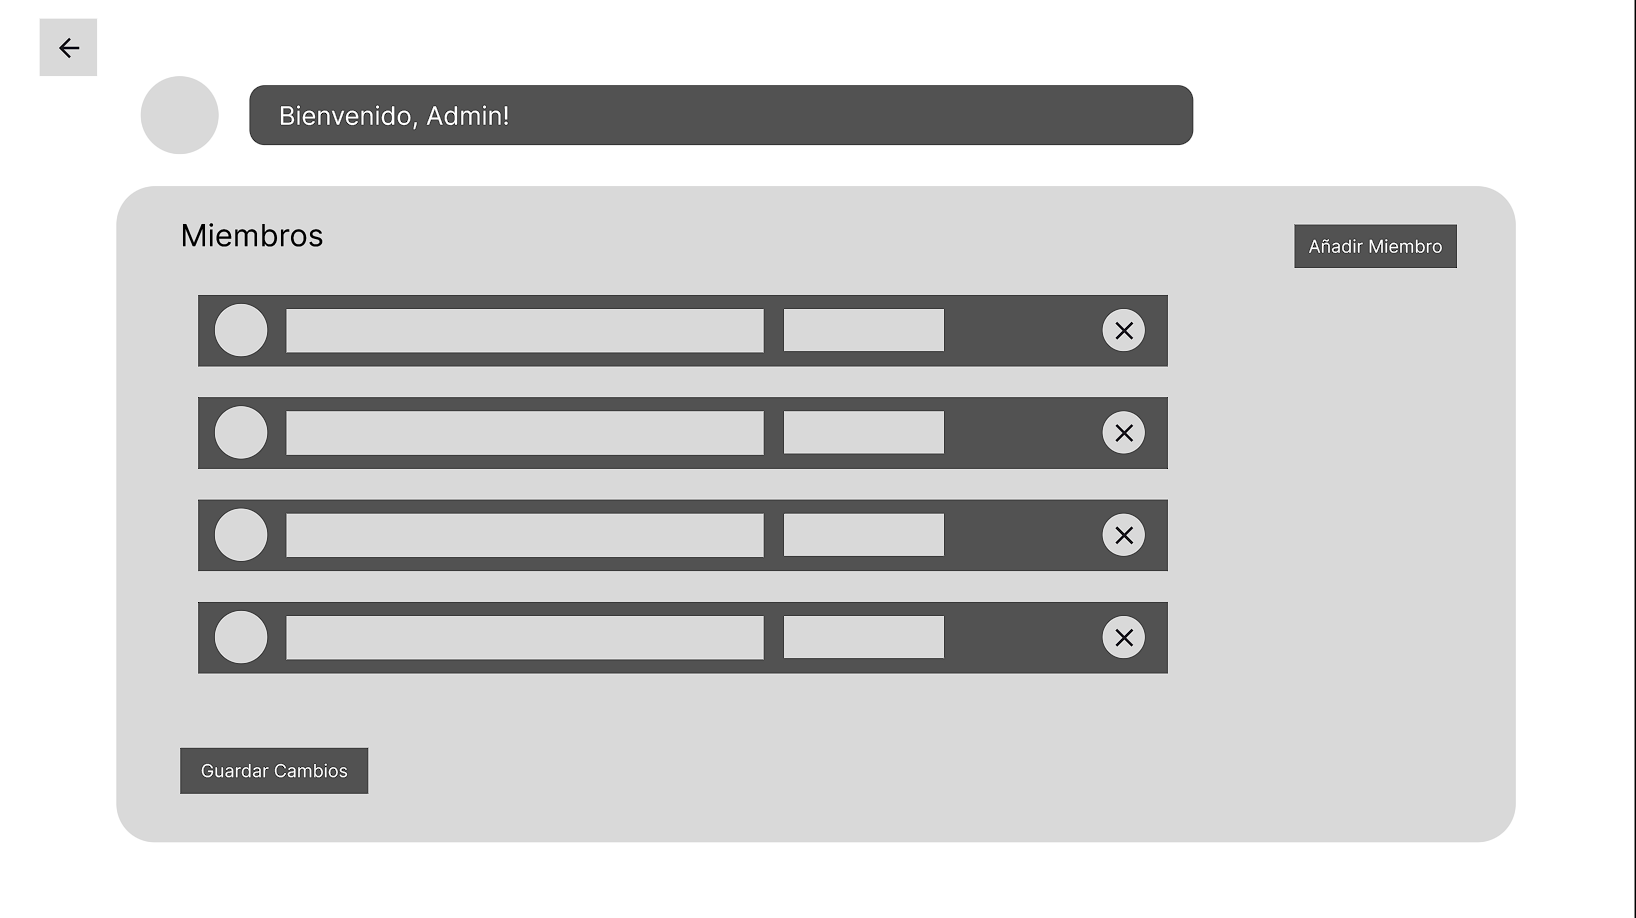 Bienvenido, Admin!
Miembros
Añadir Miembro
Guardar Cambios